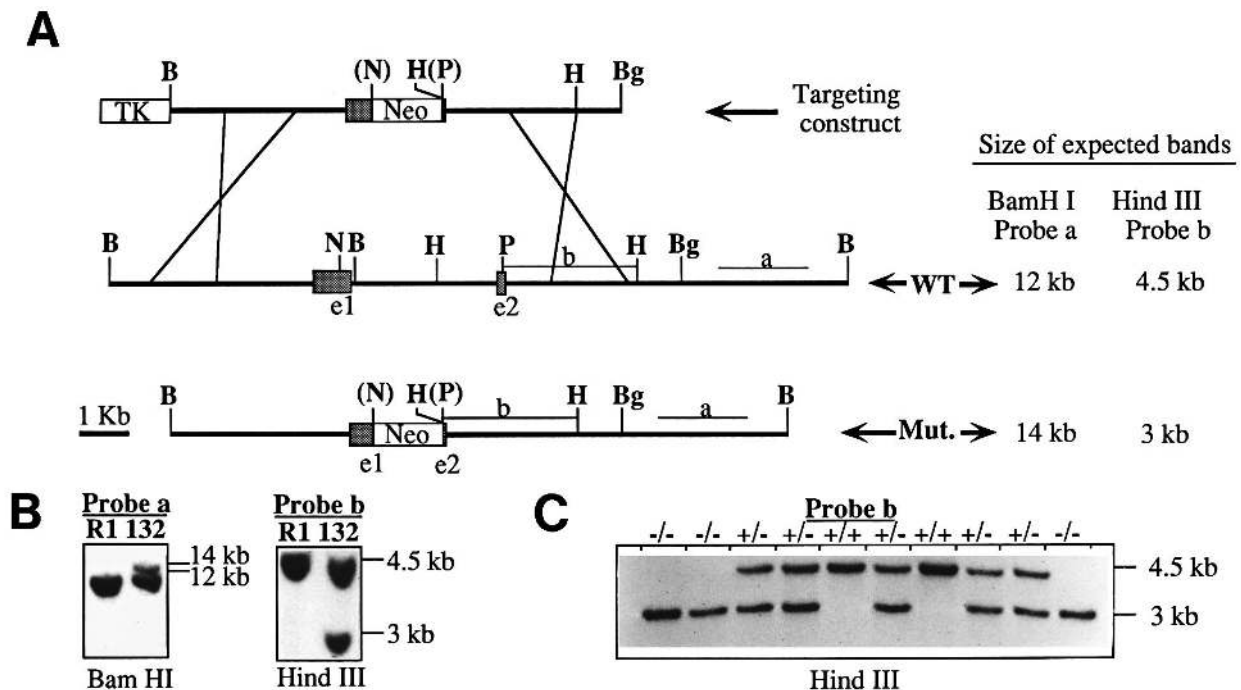 A
B (N) H(P) H Bg
TK Neo
Targeting
construct
Size of expected bands
BamH I Hind III
Probe a Probe b
B N B H P b H Bg a B
WT 12 kb 4.5 kb
e1 e2
1 Kb B (N) H(P) b H Bg a B
Neo Mut. 14 kb 3 kb
e1 e2
B
Probe a
R1 132
14 kb
12 kb
Bam HI
Probe b
R1 132
4.5 kb
3 kb
Hind III
C
Probe b
-/- -/- +/- +/- +/+ +/- +/+ +/- +/- -/-
4.5 kb
3 kb
Hind III